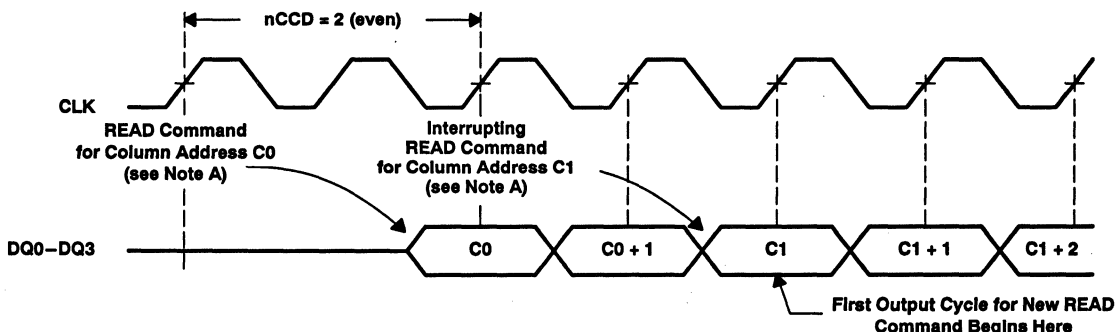 nCCD = 2 (even)
CLK
READ Command
for Column Address C0
(see Note A)
Interrupting
READ Command
for Column Address C1
(see Note A)
DQ0–DQ3
C0
C0 + 1
C1
C1 + 1
C1 + 2
First Output Cycle for New READ
Command Begins Here